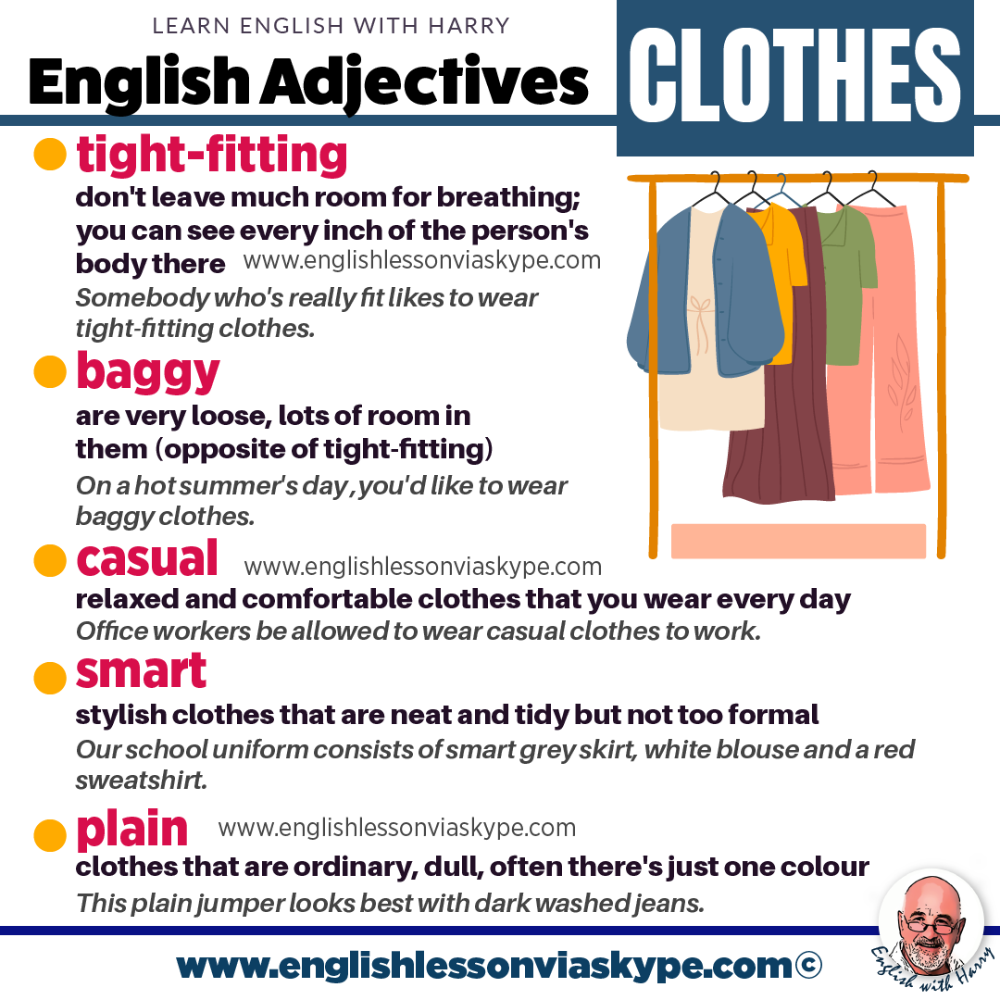 LEARN ENGLISH WITH HARRY
English Adjectives
CLOTHES
tight-fitting
don't leave much room for breathing;
you can see every inch of the person's
body there www.englishlessonviaskype.com
Somebody who's really fit likes to wear
tight-fitting clothes.
baggy
are very loose, lots of room in
them (opposite of tight-fitting)
On a hot summer's day , you'd like to wear
baggy clothes.
casual www.englishlessonviaskype.com
relaxed and comfortable clothes that you wear every day
Office workers be allowed to wear casual clothes to work.
smart
stylish clothes that are neat and tidy but not too formal
Our school uniform consists of smart grey skirt, white blouse and a red
sweatshirt.
plain www.englishlessonviaskype.com
clothes that are ordinary, dull, often there's just one colour
This plain jumper looks best with dark washed jeans.
www.englishlessonviaskype.com©
English with Harry